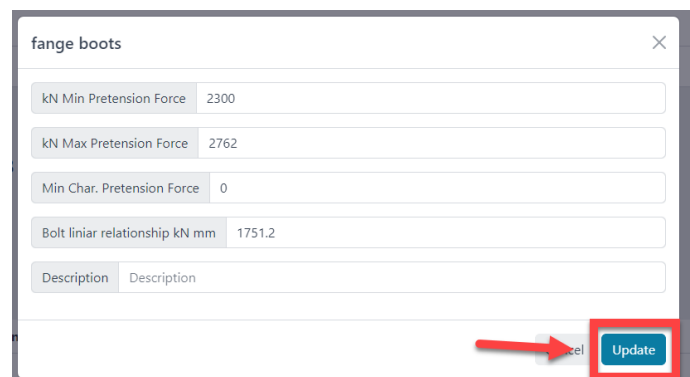 fange boots
kN Min Pretension Force 2300
kN Max Pretension Force 2762
Min Char. Pretension Force 0
Bolt liniar relationship kN mm 1751.2
Description Description
Update